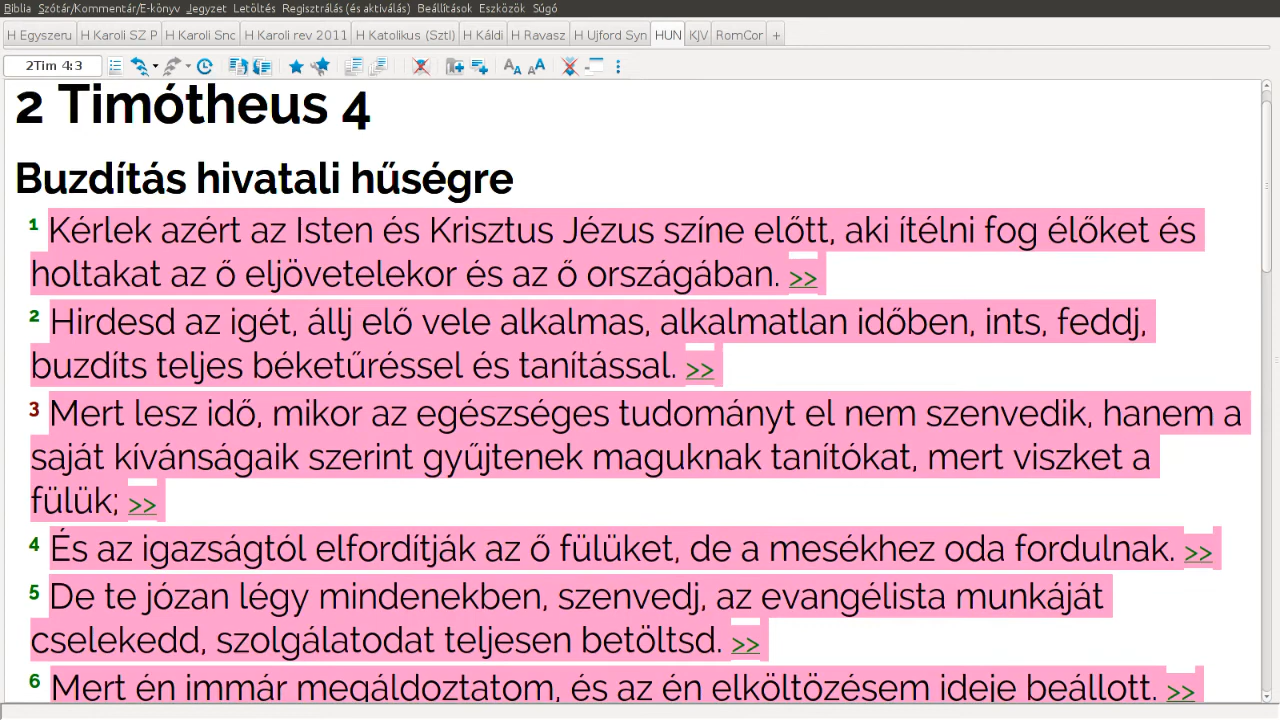 Biblia Szótár/Kommentár/E-könyv Jegyzet Letöltés Regisztrálás (és aktiválás) Beállítások Eszközök Súgó
H Egyszeru H Karoli SZ P H Karoli Snc H Karoli rev 2011 H Katolikus (Sztl) H Káldi H Ravasz H Ujford Syn HUN KJV RomCor +
2Tim 4:3
2 Timótheus 4
Buzdítás hivatali hűségre
1 Kérlek azért az Isten és Krisztus Jézus színe előtt, aki ítélni fog élőket és
holtakat az ő eljövetelekor és az ő országában. >>
2 Hirdesd az igét, állj elő vele alkalmas, alkalmatlan időben, ints, feddj,
buzdíts teljes béketűréssel és tanítással. >>
3 Mert lesz idő, mikor az egészséges tudományt el nem szenvedik, hanem a
saját kívánságaik szerint gyűjtenek maguknak tanítókat, mert viszket a
fülük; >>
4 És az igazságtól elfordítják az ő fülüket, de a mesékhez oda fordulnak. >>
5 De te józan légy mindenekben, szenvedj, az evangélista munkáját
cselekedd, szolgálatodat teljesen betöltsd. >>
6 Mert én immár megáldoztatom, és az én elköltözésem ideje beállott. >>